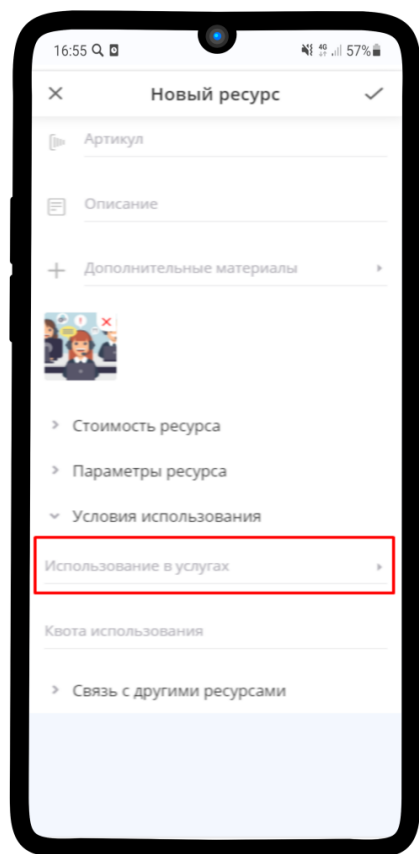 16:55 4G 57%
Новый ресурс
Артикул
Описание
Дополнительные материалы
Стоимость ресурса
Параметры ресурса
Условия использования
Использование в услугах
Квота использования
Связь с другими ресурсами